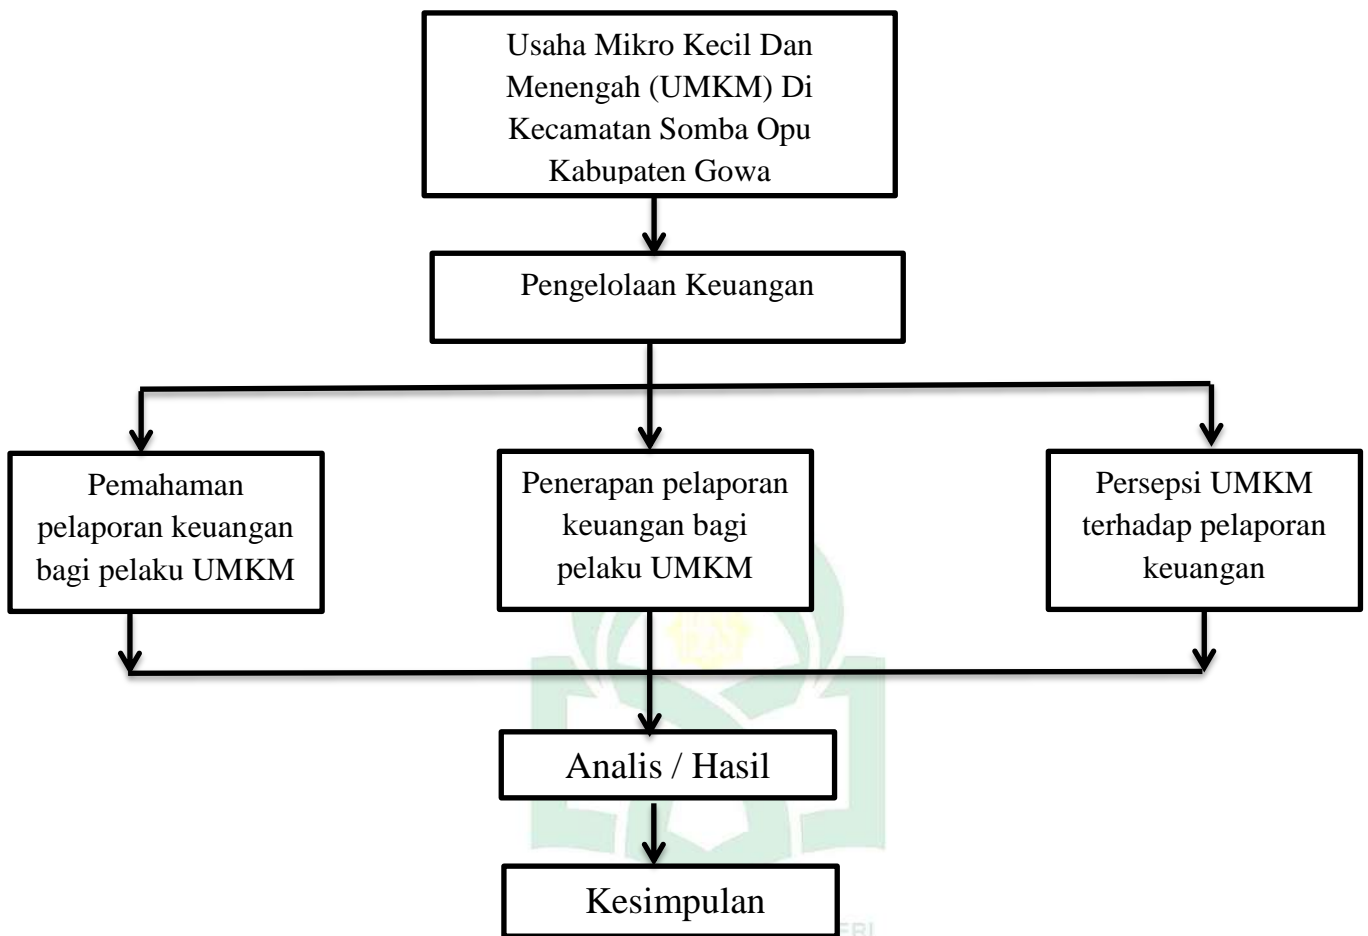 Usaha Mikro Kecil Dan
Menengah (UMKM) Di
Kecamatan Somba Opu
Kabupaten Gowa
Pengelolaan Keuangan
Pemahaman
pelaporan keuangan
bagi pelaku UMKM
Penerapan pelaporan
keuangan bagi
pelaku UMKM
Persepsi UMKM
terhadap pelaporan
keuangan
Analis / Hasil
Kesimpulan